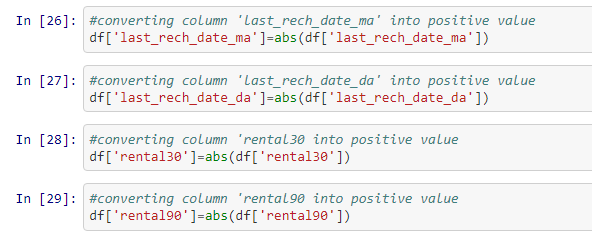 In [26]: #converting column 'last_rech_date_ma' into positive value
df['last_rech_date_ma']=abs(df['last_rech_date_ma'])
In [27]: #converting column 'last_rech_date_da' into positive value
df['last_rech_date_da']=abs(df['last_rech_date_da'])
In [28]: #converting column 'rental30 into positive value
df['rental30']=abs(df['rental30'])
In [29]: #converting column 'rental90 into positive value
df['rental90']=abs(df['rental90'])